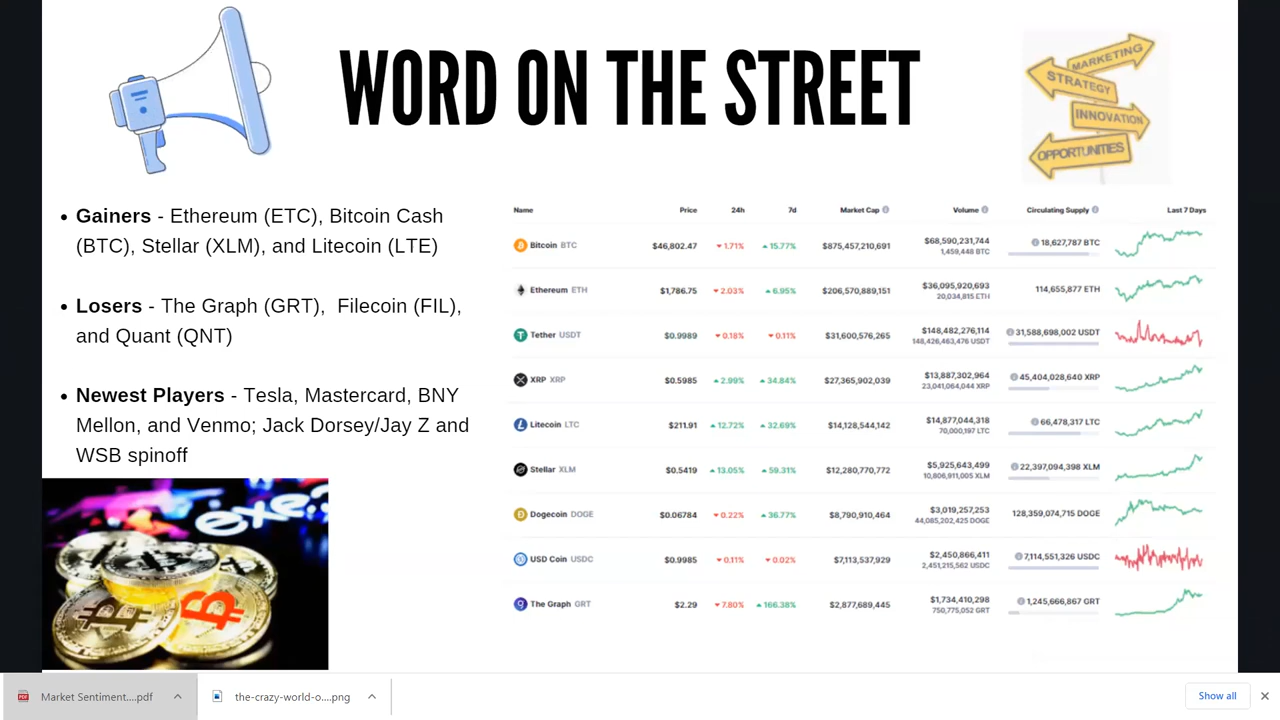 WORD ON THE STREET
MARKETING
STRATEGY
INNOVATION
OPPORTUNITIES
• Gainers - Ethereum (ETC), Bitcoin Cash
(BTC), Stellar (XLM), and Litecoin (LTE)
• Losers - The Graph (GRT), Filecoin (FIL),
and Quant (QNT)
• Newest Players - Tesla, Mastercard, BNY
Mellon, and Venmo; Jack Dorsey/Jay Z and
WSB spinoff
exe.
Name Price 24h 7d Market Cap Volume Circulating Supply Last 7 Days
Bitcoin BTC $46,802.47 1.71% 15.77% $875,457,210,691 $68,590,231,744 18,627,787 BTC
1,459,448 BTC
Ethereum ETH $1,786.75 2.03% 6.95% $206,570,889,151 $36,095,920,693 114,655,877 ETH
20,034,815 ETH
Tether USDT $0.9989 0.18% 0.11% $31,600,576,265 $148,482,276,114 31,588,698,002 USDT
148,426,463,476 USDT
XRP XRP $0.5985 2.99% 34.84% $27,365,902,039 $13,887,302,964 45,404,028,640 XRP
23,041,064,044 XRP
Litecoin LTC $211.91 12.72% 32.69% $14,128,544,142 $14,877,044,318 66,478,317 LTC
70,000,197 LTC
Stellar XLM $0.5419 13.05% 59.31% $12,280,770,772 $5,925,643,499 22,397,094,398 XLM
10,806,911,005 XLM
Dogecoin DOGE $0.06784 0.22% 36.77% $8,790,910,464 $3,019,257,253 128,359,074,715 DOGE
44,085,202,425 DOGE
USD Coin USDC $0.9985 0.11% 0.02% $7,113,537,929 $2,450,866,411 7,114,551,326 USDC
2,451,215,562 USDC
The Graph GRT $2.29 7.80% 166.38% $2,877,689,445 $1,734,410,298 1,245,666,867 GRT
750,775,052 GRT
Market Sentiment....pdf the-crazy-world-o....png Show all